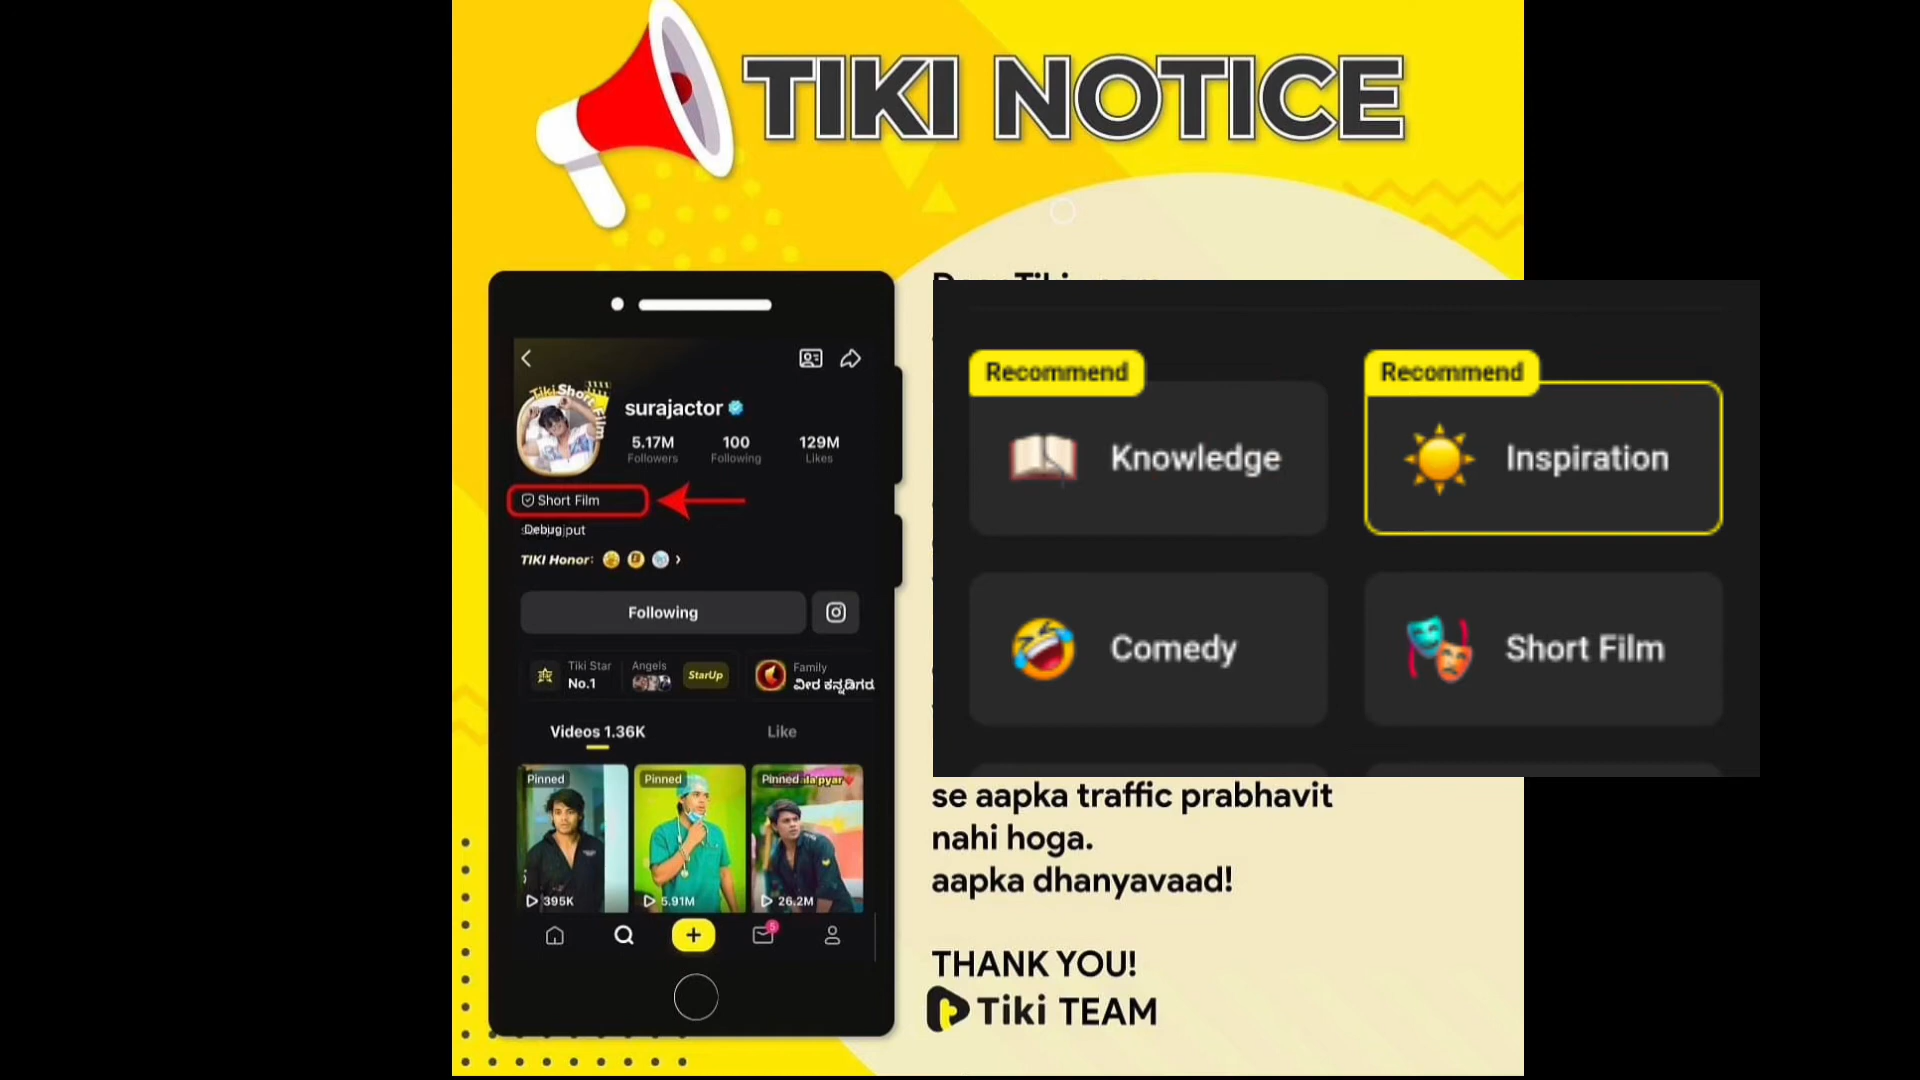 TIKI NOTICE
surajactor
5.17M
100
129M
Followers
Following
Likes
Short Film
Debug
TIKI Honor:
Following
Tiki Star
No.1
Angels
StarUp
Family
ವೀರ ಕನ್ನಡಿಗರು
Videos 1.36K
Like
Pinned
Pinned
Pinned
395K
5.91M
26.2M
5
Recommend
Recommend
Knowledge
Inspiration
Comedy
Short Film
se aapka traffic prabhavit
nahi hoga.
aapka dhanyavaad!
THANK YOU!
Tiki TEAM